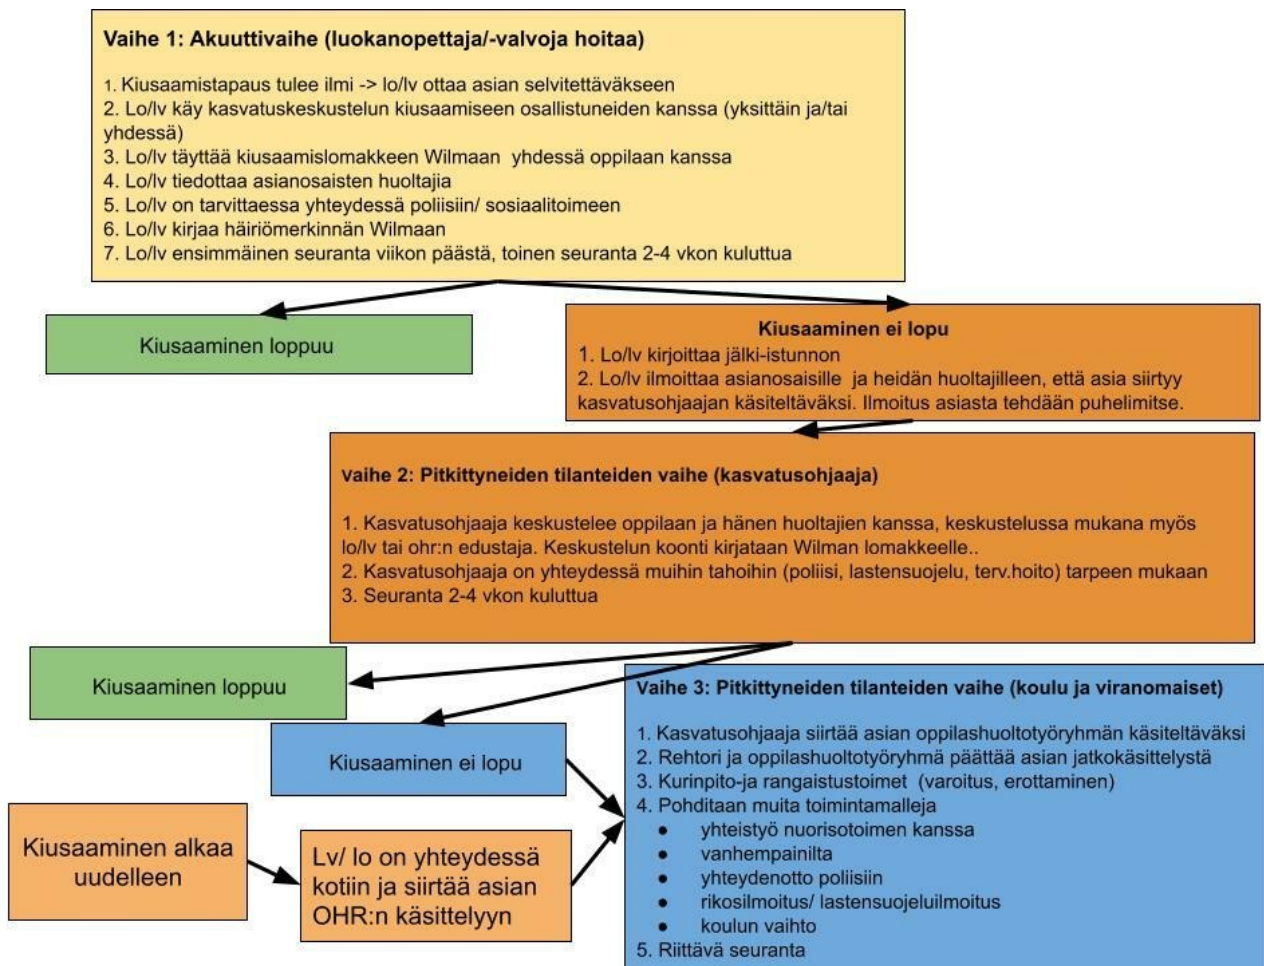 Vaihe 1: Akuuttivaihe (luokanopettaja/-valvoja hoitaa)
1. Kiusaamistapaus tulee ilmi -> lo/lv ottaa asian selvitettäväkseen
2. Lo/lv käy kasvatuskeskustelun kiusaamiseen osallistuneiden kanssa (yksittäin ja/tai
yhdessä)
3. Lo/lv täyttää kiusaamislomakkeen Wilmaan yhdessä oppilaan kanssa
4. Lo/lv tiedottaa asianosaisten huoltajia
5. Lo/lv on tarvittaessa yhteydessä poliisiin/ sosiaalitoimeen
6. Lo/lv kirjaa häiriömerkinnän Wilmaan
7. Lo/lv ensimmäinen seuranta viikon päästä, toinen seuranta 2-4 vkon kuluttua
Kiusaaminen loppuu
Kiusaaminen ei lopu
1. Lo/lv kirjoittaa jälki-istunnon
2. Lo/lv ilmoittaa asianosaisille ja heidän huoltajilleen, että asia siirtyy
kasvatusohjaajan käsiteltäväksi. Ilmoitus asiasta tehdään puhelimitse.
vaihe 2: Pitkittyneiden tilanteiden vaihe (kasvatusohjaaja)
1. Kasvatusohjaaja keskustelee oppilaan ja hänen huoltajien kanssa, keskustelussa mukana myös
lo/lv tai ohr:n edustaja. Keskustelun koonti kirjataan Wilman lomakkeelle..
2. Kasvatusohjaaja on yhteydessä muihin tahoihin (poliisi, lastensuojelu, terv.hoito) tarpeen mukaan
3. Seuranta 2-4 vkon kuluttua
Kiusaaminen loppuu
Kiusaaminen ei lopu
Kiusaaminen alkaa
uudelleen
Lv/ lo on yhteydessä
kotiin ja siirtää asian
OHR:n käsittelyyn
Vaihe 3: Pitkittyneiden tilanteiden vaihe (koulu ja viranomaiset)
1. Kasvatusohjaaja siirtää asian oppilashuoltotyöryhmän käsiteltäväksi
2. Rehtori ja oppilashuoltotyöryhmä päättää asian jatkokäsittelystä
3. Kurinpito-ja rangaistustoimet (varoitus, erottaminen)
4. Pohditaan muita toimintamalleja
● yhteistyö nuorisotoimen kanssa
● vanhempainilta
● yhteydenotto poliisiin
● rikosilmoitus/ lastensuojeluilmoitus
● koulun vaihto
5. Riittävä seuranta